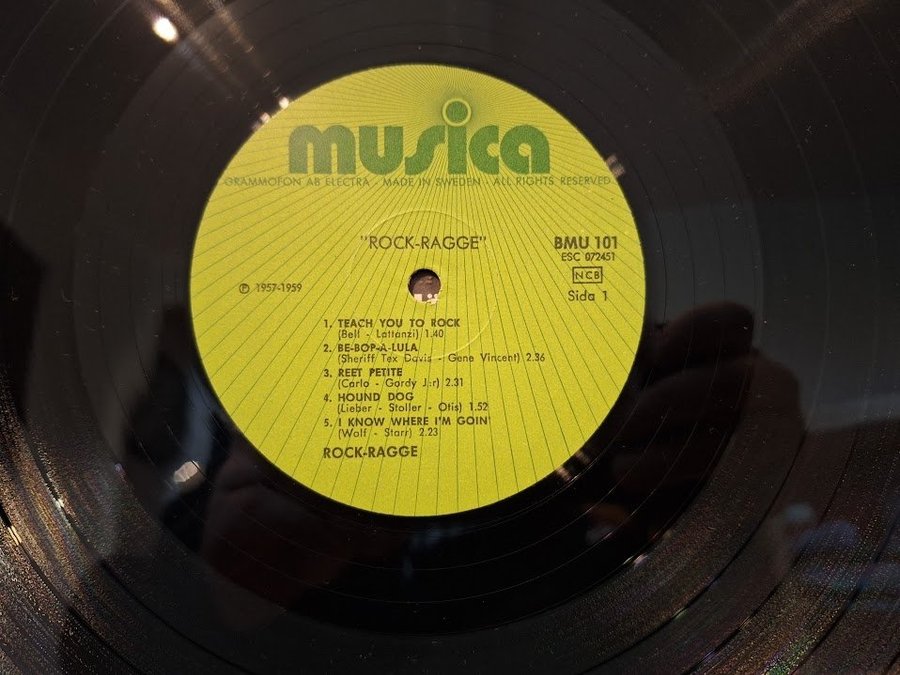 musica
GRAMMOFON AB ELECTRA - MADE IN SWEDEN - ALL RIGHTS RESERVED
"ROCK-RAGGE"
BMU 101
ESC 072451
NCB
Sida 1
℗ 1957-1959
1. TEACH YOU TO ROCK
(Bell - Lattanzi) 1.40
2. BE-BOP-A-LULA
(Sheriff Tex Davis - Gene Vincent) 2.36
3. REET PETITE
(Carlo - Gordy J:r) 2.31
4. HOUND DOG
(Lieber - Stoller - Otis) 1.52
5. I KNOW WHERE I'M GOIN'
(Wolf - Starr) 2.23
ROCK-RAGGE